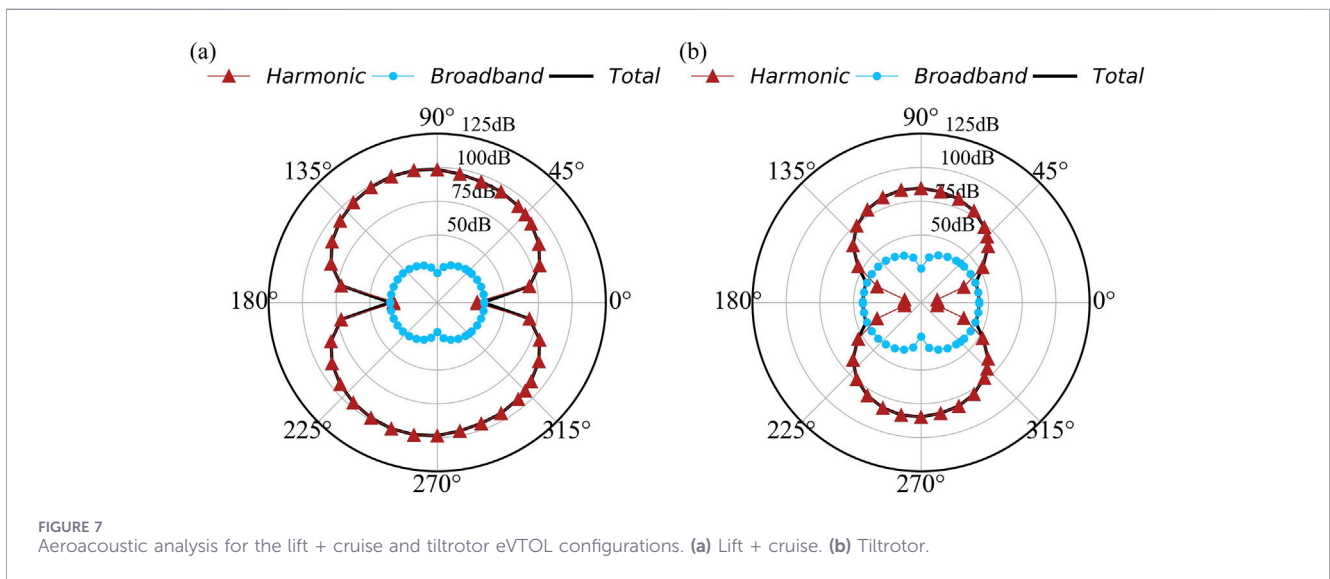 (a) (b)
Harmonic Broadband Total Harmonic Broadband Total
90° 125dB 90° 125dB
135° 100dB 45° 135° 100dB 45°
75dB 75dB
50dB 50dB
180° 0° 180° 0°
225° 315° 225° 315°
270° 270°
FIGURE 7
Aeroacoustic analysis for the lift + cruise and tiltrotor eVTOL configurations. (a) Lift + cruise. (b) Tiltrotor.